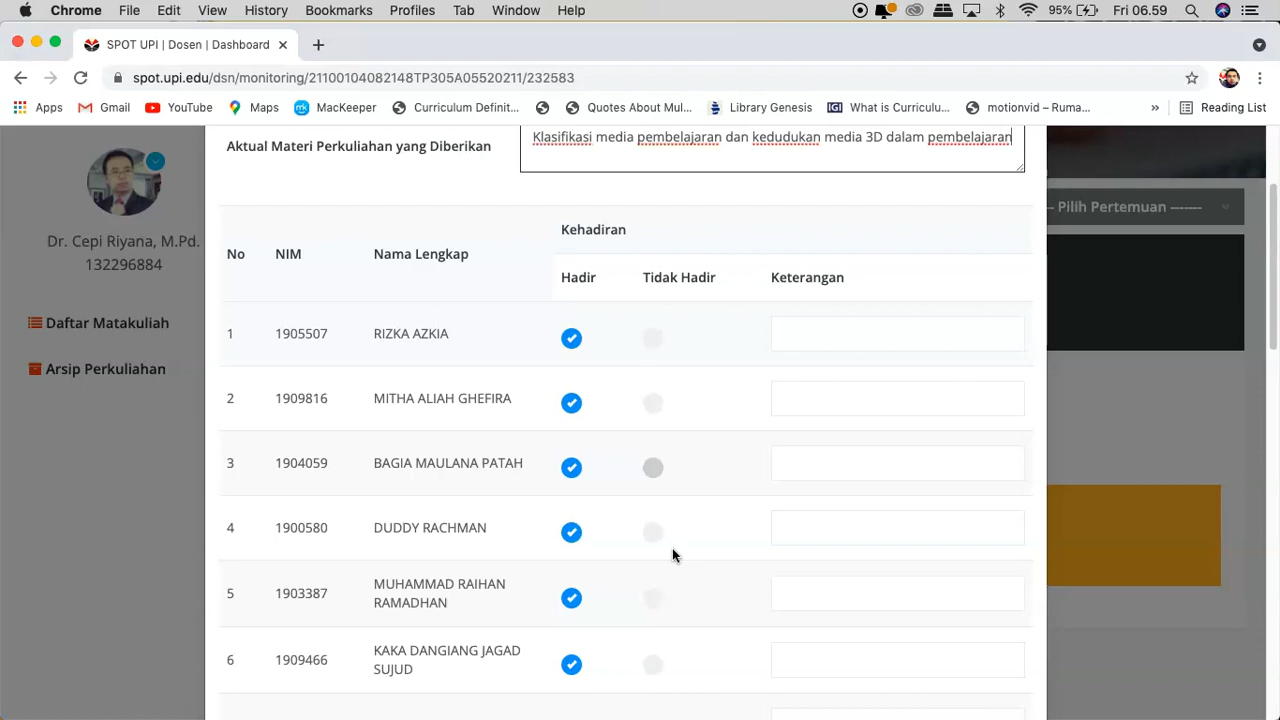 Chrome File Edit View History Bookmarks Profiles Tab Window Help 95% Fri 06.59
SPOT UPI | Dosen | Dashboard
spot.upi.edu/dsn/monitoring/21100104082148TP305A05520211/232583
Apps Gmail YouTube Maps MacKeeper Curriculum Definit... Quotes About Mul... Library Genesis IGI What is Curriculu... motionvid – Ruma... » Reading List
Klasifikasi media pembelajaran dan kedudukan media 3D dalam pembelajaran
Aktual Materi Perkuliahan yang Diberikan
-- Pilih Pertemuan -------
Dr. Cepi Riyana, M.Pd.
132296884
Daftar Matakuliah
Arsip Perkuliahan
No NIM Nama Lengkap Kehadiran
Hadir Tidak Hadir Keterangan
1 1905507 RIZKA AZKIA
2 1909816 MITHA ALIAH GHEFIRA
3 1904059 BAGIA MAULANA PATAH
4 1900580 DUDDY RACHMAN
5 1903387 MUHAMMAD RAIHAN
RAMADHAN
6 1909466 KAKA DANGIANG JAGAD
SUJUD